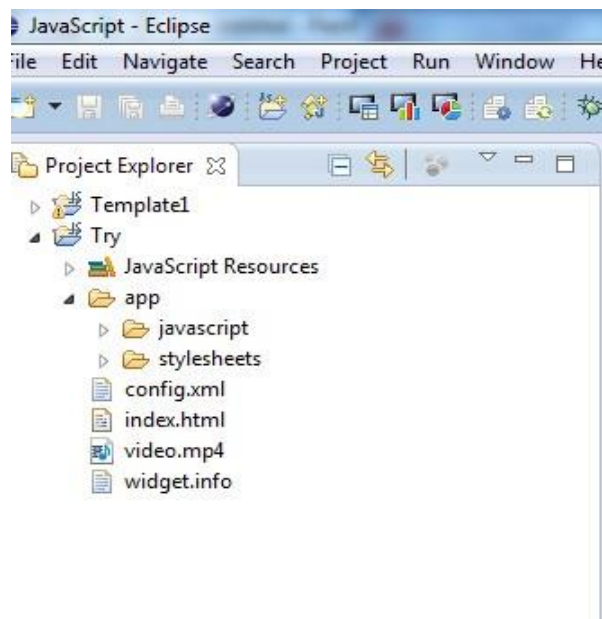 JavaScript - Eclipse
File Edit Navigate Search Project Run Window He
Project Explorer
Template1
Try
JavaScript Resources
app
javascript
stylesheets
config.xml
index.html
video.mp4
widget.info